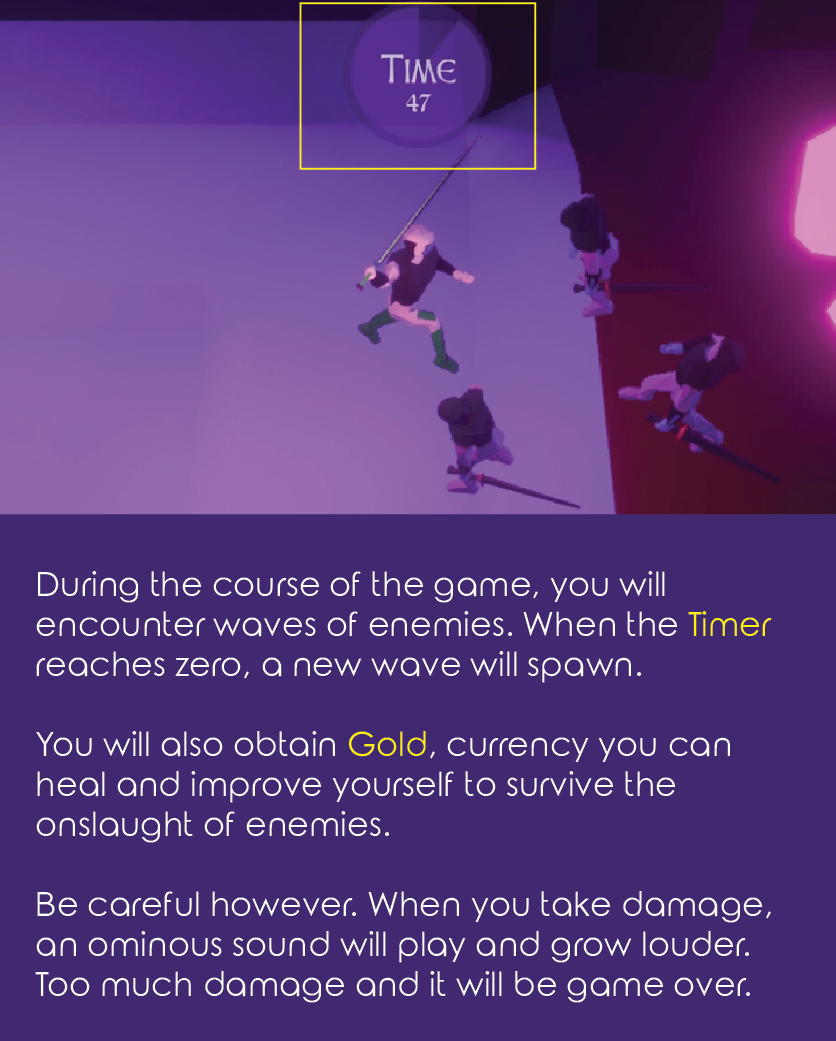 TIME
47
During the course of the game, you will
encounter waves of enemies. When the Timer
reaches zero, a new wave will spawn.
You will also obtain Gold, currency you can
heal and improve yourself to survive the
onslaught of enemies.
Be careful however. When you take damage,
an ominous sound will play and grow louder.
Too much damage and it will be game over.